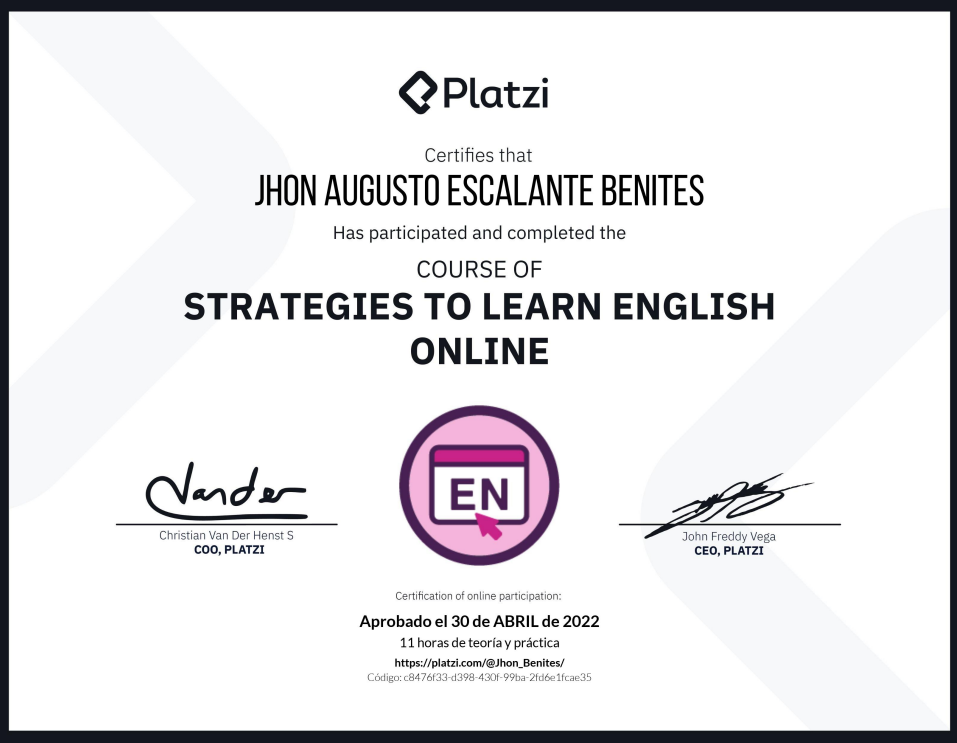 Platzi
Certifies that
JHON AUGUSTO ESCALANTE BENITES
Has participated and completed the
COURSE OF
STRATEGIES TO LEARN ENGLISH
ONLINE
EN
Vander
Christian Van Der Henst S
COO, PLATZI
John Freddy Vega
CEO, PLATZI
Certification of online participation:
Aprobado el 30 de ABRIL de 2022
11 horas de teoría y práctica
https://platzi.com/@Jhon_Benites/
Código: c8476f33-d398-430f-99ba-2fd6e1fcae35